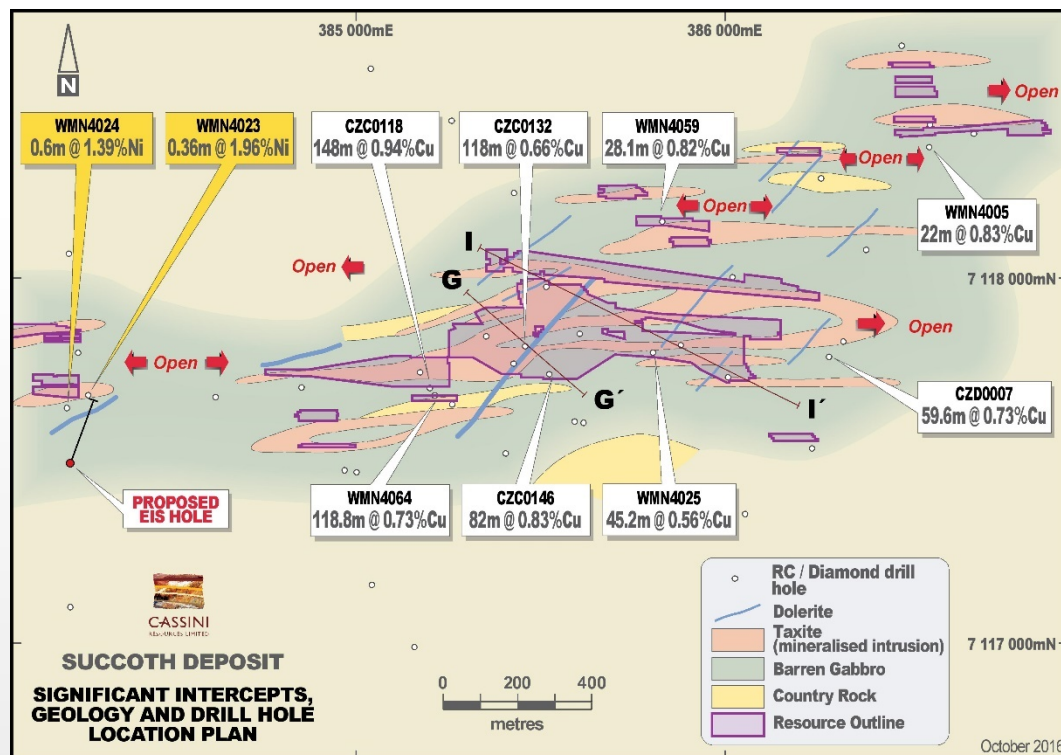 385 000mE
386 000mE
N
WMN4024
0.6m @ 1.39%Ni
WMN4023
0.36m @ 1.96%Ni
CZC0118
148m @ 0.94%Cu
CZC0132
118m @ 0.66%Cu
WMN4059
28.1m @ 0.82%Cu
Open
Open
Open
WMN4005
22m @ 0.83%Cu
I
Open
G
7 118 000mN
Open
Open
G´
I´
CZD0007
59.6m @ 0.73%Cu
PROPOSED
EIS HOLE
WMN4064
118.8m @ 0.73%Cu
CZC0146
82m @ 0.83%Cu
WMN4025
45.2m @ 0.56%Cu
CASSINI
RESOURCES LIMITED
SUCCOTH DEPOSIT
SIGNIFICANT INTERCEPTS,
GEOLOGY AND DRILL HOLE
LOCATION PLAN
0 200 400
metres
RC / Diamond drill
hole
Dolerite
Taxite
(mineralised intrusion)
Barren Gabbro
Country Rock
Resource Outline
7 117 000mN
October 2016